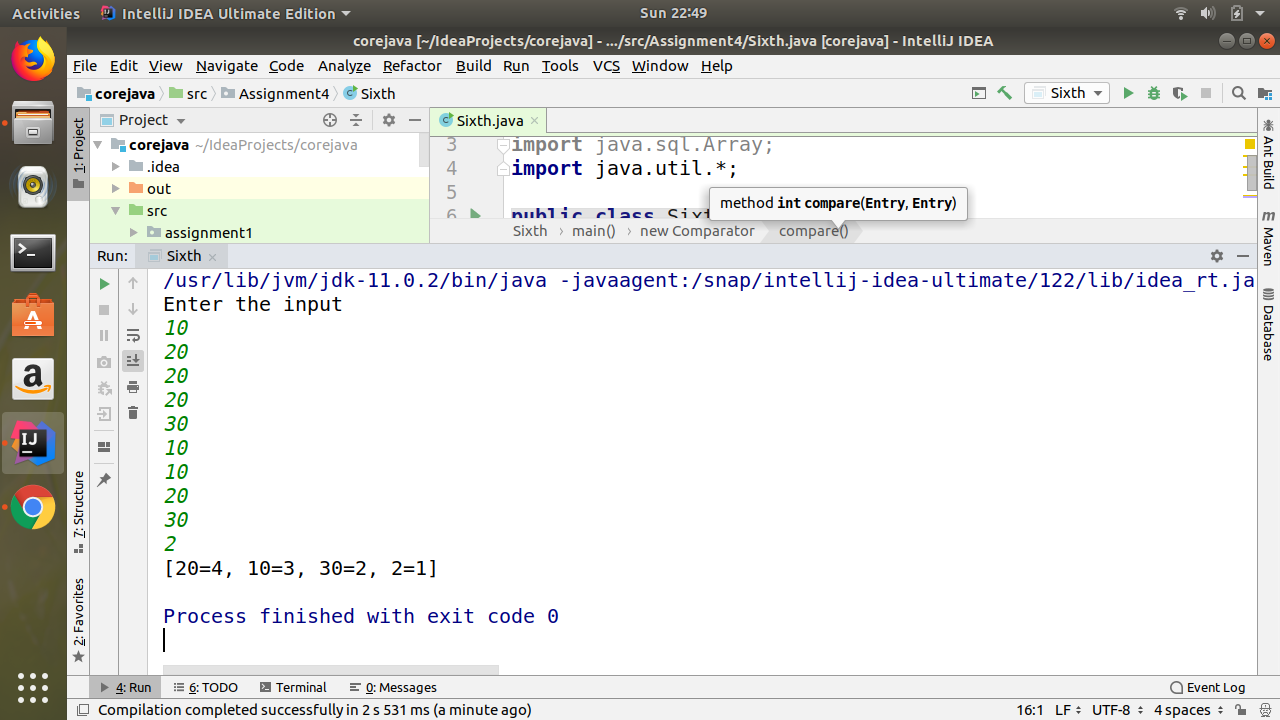 Activities IntelliJ IDEA Ultimate Edition Sun 22:49
corejava [~/IdeaProjects/corejava] - .../src/Assignment4/Sixth.java [corejava] - IntelliJ IDEA
File Edit View Navigate Code Analyze Refactor Build Run Tools VCS Window Help
corejava src Assignment4 Sixth Sixth
1: Project
Project
corejava ~/IdeaProjects/corejava
.idea
out
src
assignment1
Sixth.java
3 import java.sql.Array;
4 import java.util.*;
5
6 public class Sixt
method int compare(Entry, Entry)
Sixth › main() › new Comparator › compare()
Ant Build
Maven
Database
Run: Sixth
/usr/lib/jvm/jdk-11.0.2/bin/java -javaagent:/snap/intellij-idea-ultimate/122/lib/idea_rt.ja
Enter the input
10
20
20
20
30
10
10
20
30
2
[20=4, 10=3, 30=2, 2=1]
Process finished with exit code 0
7: Structure
2: Favorites
4: Run 6: TODO Terminal 0: Messages Event Log
Compilation completed successfully in 2 s 531 ms (a minute ago) 16:1 LF UTF-8 4 spaces